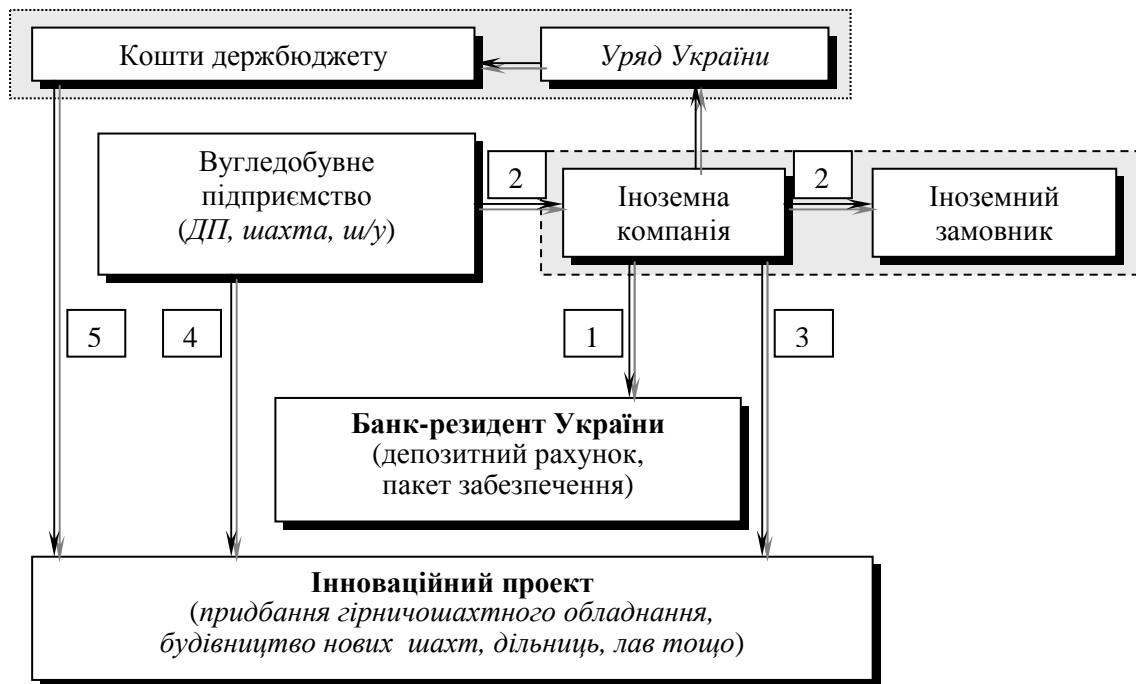 Кошти держбюджету
Уряд України
Вугледобувне
підприємство
(ДП, шахта, ш/у)
2
Іноземна
компанія
2
Іноземний
замовник
5
4
1
3
Банк-резидент України
(депозитний рахунок,
пакет забезпечення)
Інноваційний проект
(придбання гірничошахтного обладнання,
будівництво нових шахт, дільниць, лав тощо)